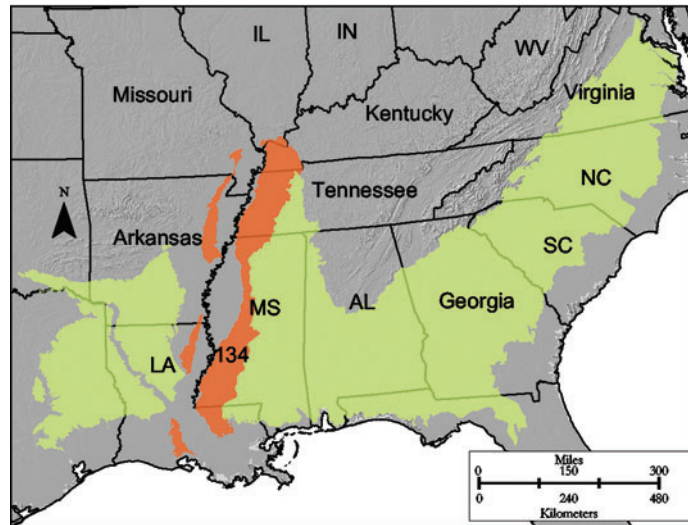 IL
IN
WV
Missouri
Virginia
Kentucky
N
NC
Tennessee
Arkansas
SC
MS
AL
Georgia
LA
134
Miles
0 150 300
0 240 480
Kilometers